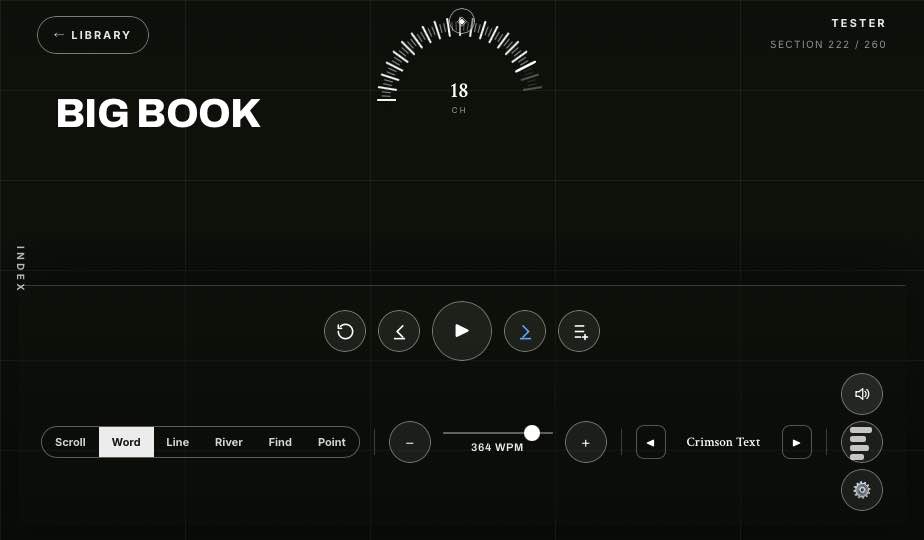 ← LIBRARY
TESTER
SECTION 222 / 260
18
CH
BIG BOOK
INDEX
Scroll Word Line River Find Point
−
364 WPM
+
◄ Crimson Text ►